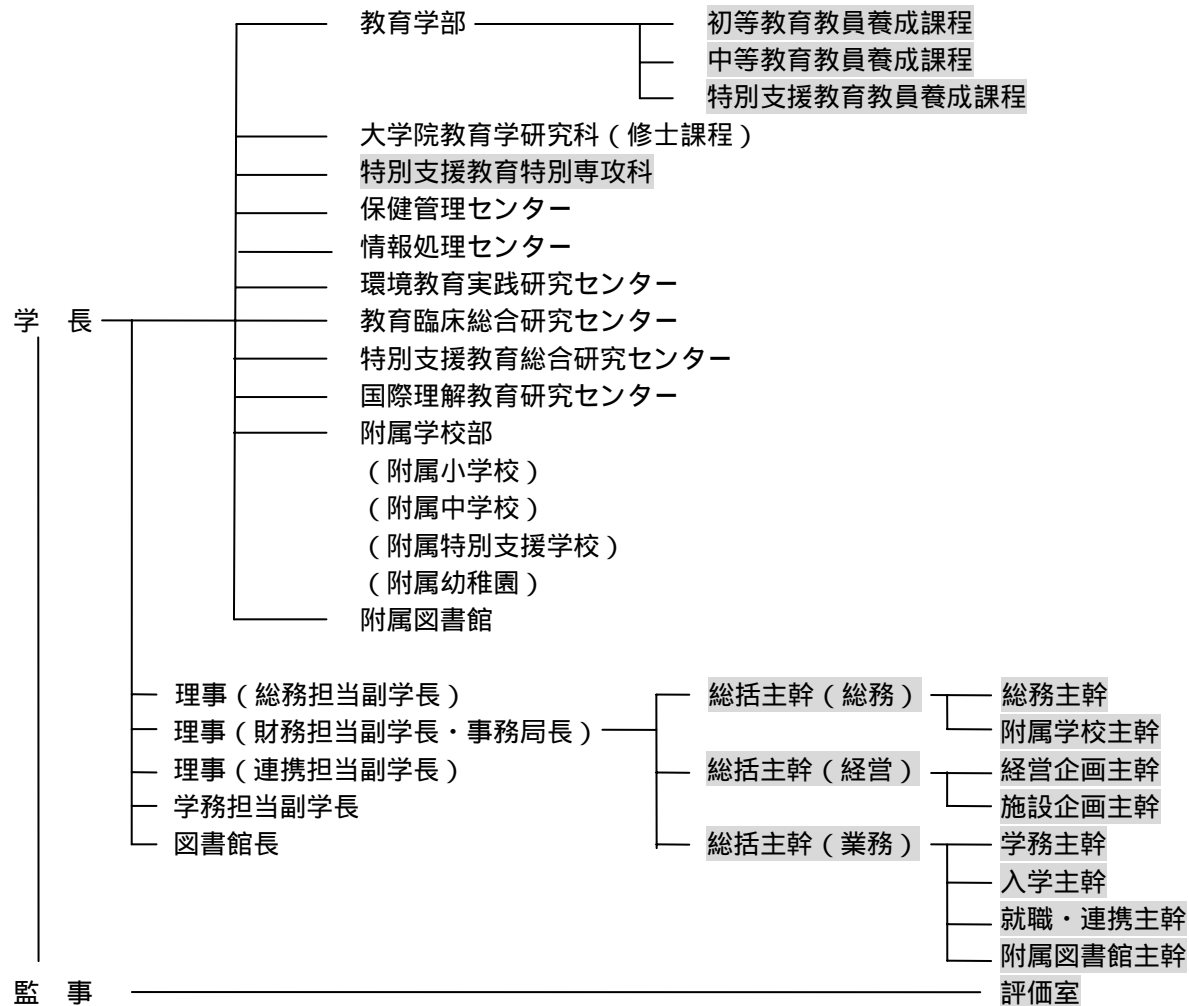 教育学部 初等教育教員養成課程
中等教育教員養成課程
特別支援教育教員養成課程
大学院教育学研究科（修士課程）
特別支援教育特別専攻科
保健管理センター
情報処理センター
環境教育実践研究センター
学　長 教育臨床総合研究センター
特別支援教育総合研究センター
国際理解教育研究センター
附属学校部
（附属小学校）
（附属中学校）
（附属特別支援学校）
（附属幼稚園）
附属図書館
理事（総務担当副学長） 総括主幹（総務） 総務主幹
理事（財務担当副学長・事務局長） 附属学校主幹
理事（連携担当副学長） 総括主幹（経営） 経営企画主幹
学務担当副学長 施設企画主幹
図書館長 総括主幹（業務） 学務主幹
入学主幹
就職・連携主幹
附属図書館主幹
監　事 評価室